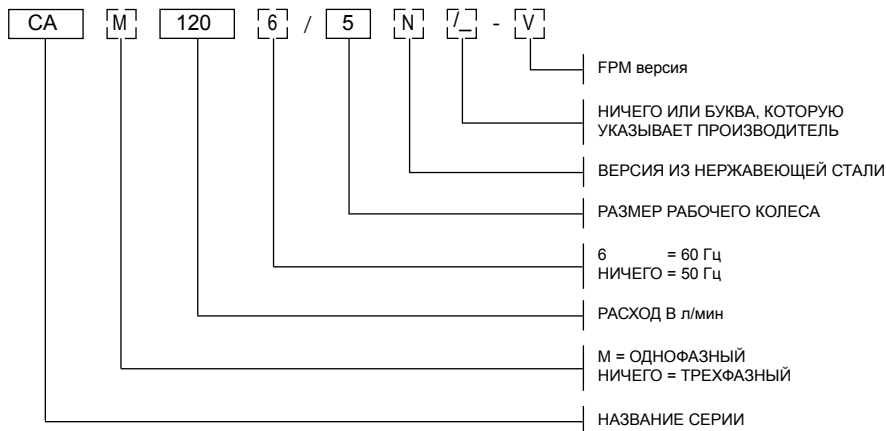 CA M 120 6 / 5 N /_ - V
FPM версия
НИЧЕГО ИЛИ БУКВА, КОТОРУЮ
УКАЗЫВАЕТ ПРОИЗВОДИТЕЛЬ
ВЕРСИЯ ИЗ НЕРЖАВЕЮЩЕЙ СТАЛИ
РАЗМЕР РАБОЧЕГО КОЛЕСА
6 = 60 Гц
НИЧЕГО = 50 Гц
РАСХОД В л/мин
М = ОДНОФАЗНЫЙ
НИЧЕГО = ТРЕХФАЗНЫЙ
НАЗВАНИЕ СЕРИИ